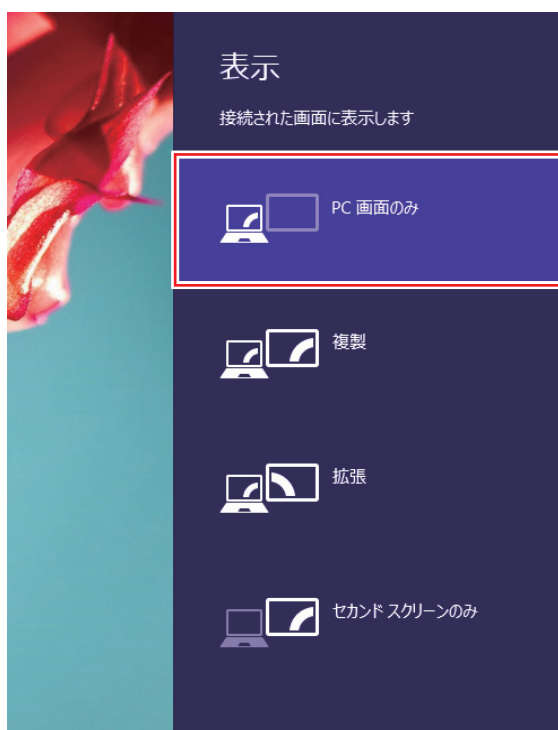 表示
接続された画面に表示します
PC 画面のみ
複製
拡張
セカンド スクリーンのみ